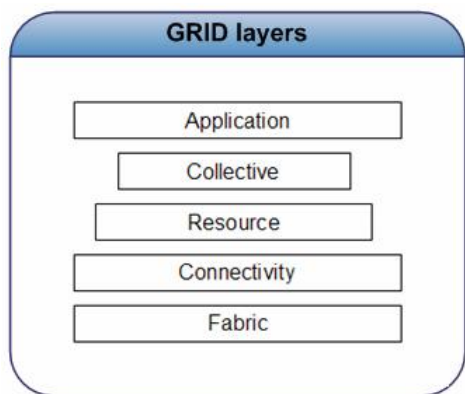 GRID layers
Application
Collective
Resource
Connectivity
Fabric